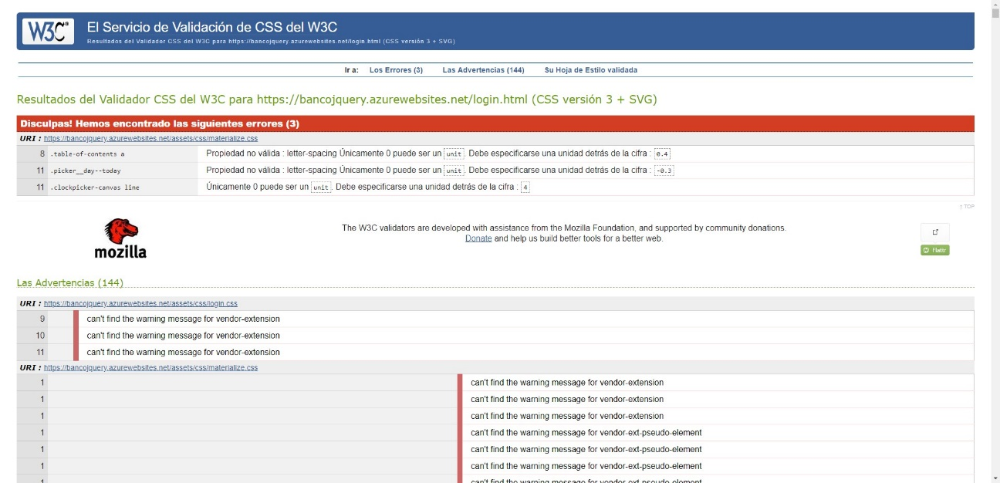 W3C®
El Servicio de Validación de CSS del W3C
Resultados del Validador CSS del W3C para https://bancojquery.azurewebsites.net/login.html (CSS versión 3 + SVG)
Ir a: Los Errores (3) Las Advertencias (144) Su Hoja de Estilo validada
Resultados del Validador CSS del W3C para https://bancojquery.azurewebsites.net/login.html (CSS versión 3 + SVG)
Disculpas! Hemos encontrado las siguientes errores (3)
URI : https://bancojquery.azurewebsites.net/assets/css/materialize.css
8 .table-of-contents a Propiedad no válida : letter-spacing Únicamente 0 puede ser un unit. Debe especificarse una unidad detrás de la cifra : 0.4
11 .picker__day--today Propiedad no válida : letter-spacing Únicamente 0 puede ser un unit. Debe especificarse una unidad detrás de la cifra : -0.3
11 .clockpicker-canvas line Únicamente 0 puede ser un unit. Debe especificarse una unidad detrás de la cifra : 4
↑ TOP
mozilla
The W3C validators are developed with assistance from the Mozilla Foundation, and supported by community donations.
Donate and help us build better tools for a better web.
Flattr
Las Advertencias (144)
URI : https://bancojquery.azurewebsites.net/assets/css/login.css
9 can't find the warning message for vendor-extension
10 can't find the warning message for vendor-extension
11 can't find the warning message for vendor-extension
URI : https://bancojquery.azurewebsites.net/assets/css/materialize.css
1 can't find the warning message for vendor-extension
1 can't find the warning message for vendor-extension
1 can't find the warning message for vendor-extension
1 can't find the warning message for vendor-ext-pseudo-element
1 can't find the warning message for vendor-ext-pseudo-element
1 can't find the warning message for vendor-ext-pseudo-element
1 can't find the warning message for vendor-ext-pseudo-element